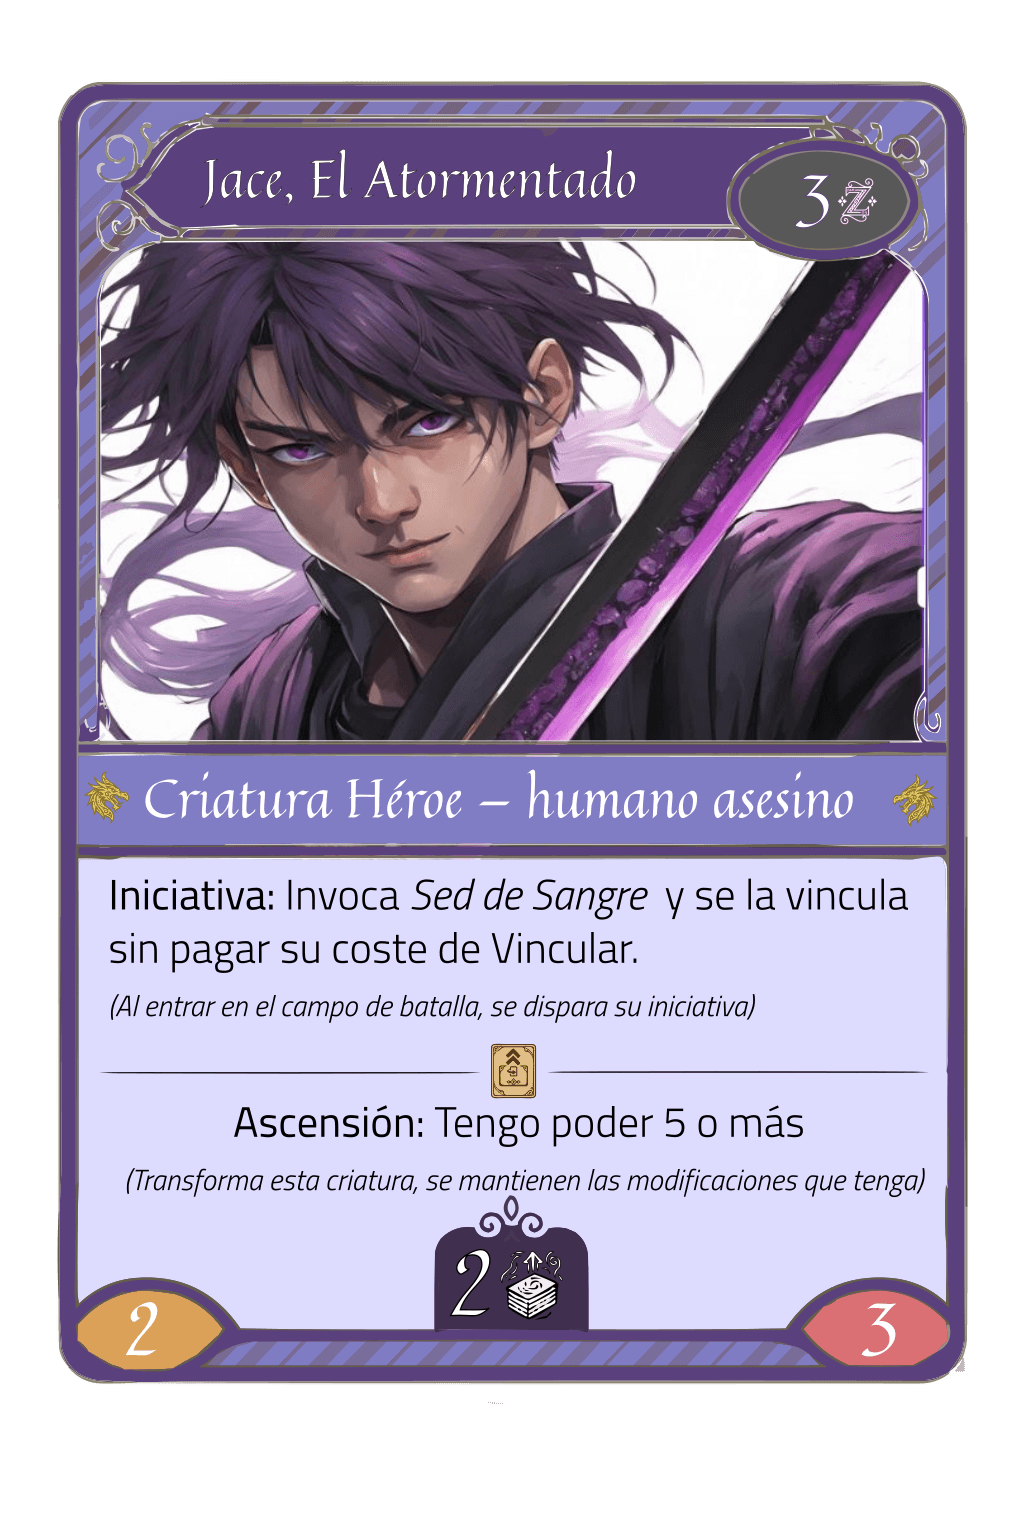 Jace, El Atormentado
3 Z
Criatura Héroe – humano asesino
Iniciativa: Invoca Sed de Sangre y se la vincula
sin pagar su coste de Vincular.
(Al entrar en el campo de batalla, se dispara su iniciativa)
Ascensión: Tengo poder 5 o más
(Transforma esta criatura, se mantienen las modificaciones que tenga)
2
2
3